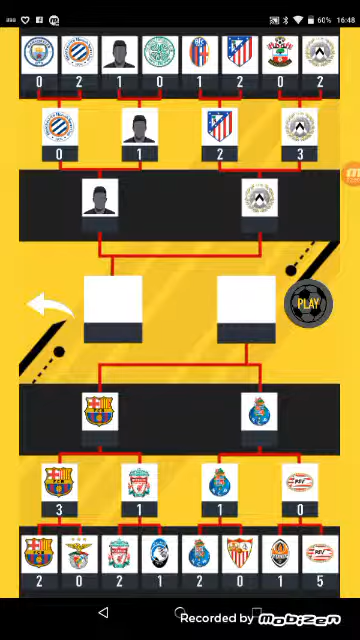 60% 16:48
0 2 1 0 1 2 0 2
0 1 2 3
PLAY
3 1 1 0
PSV
2 0 2 1 2 0 1 5
Recorded by mobizen